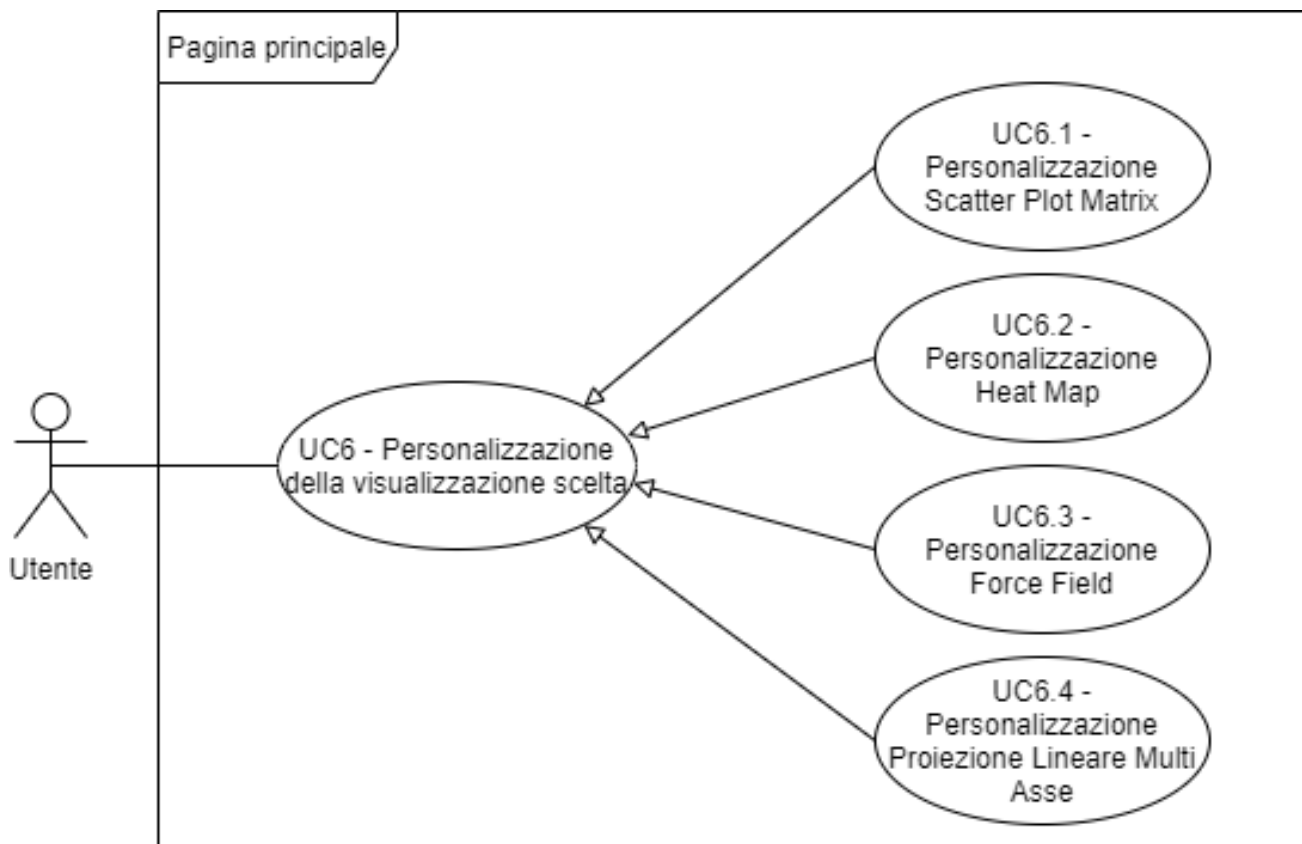 Pagina principale
UC6.1 -
Personalizzazione
Scatter Plot Matrix
UC6.2 -
Personalizzazione
Heat Map
UC6 - Personalizzazione
della visualizzazione scelta
UC6.3 -
Personalizzazione
Force Field
Utente
UC6.4 -
Personalizzazione
Proiezione Lineare Multi
Asse